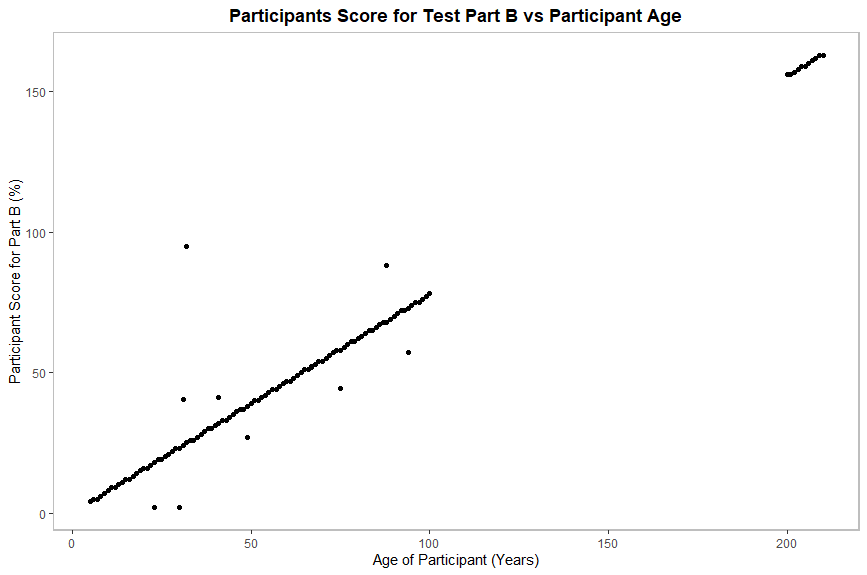 Participants Score for Test Part B vs Participant Age
Participant Score for Part B (%)
150
100
50
0
0 50 100 150 200
Age of Participant (Years)